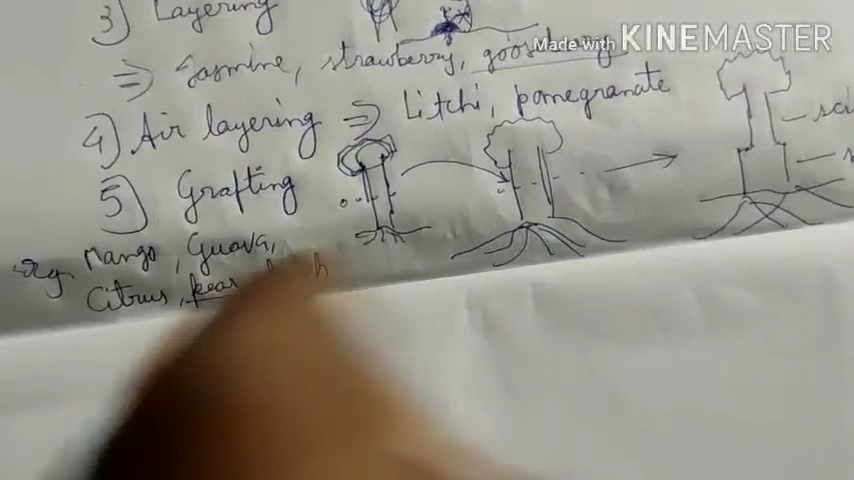 3) Layering
Made with KINEMASTER
⇒ Jasmine, strawberry, gooseberry
4) Air layering ⇒ Litchi, pomegranate
5) Grafting
eg. Mango, Guava,
Citrus, pear